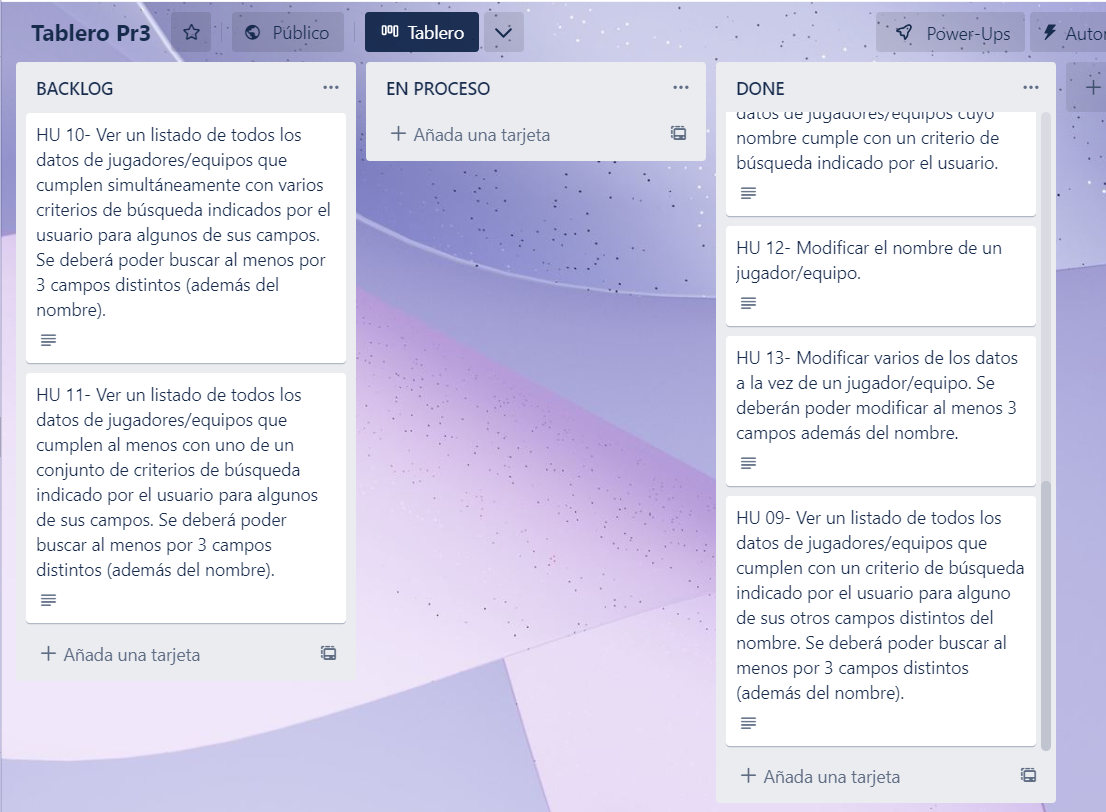 Tablero Pr3
Público
Tablero
Power-Ups
Autor
BACKLOG
HU 10- Ver un listado de todos los
datos de jugadores/equipos que
cumplen simultáneamente con varios
criterios de búsqueda indicados por el
usuario para algunos de sus campos.
Se deberá poder buscar al menos por
3 campos distintos (además del
nombre).
HU 11- Ver un listado de todos los
datos de jugadores/equipos que
cumplen al menos con uno de un
conjunto de criterios de búsqueda
indicado por el usuario para algunos
de sus campos. Se deberá poder
buscar al menos por 3 campos
distintos (además del nombre).
+ Añada una tarjeta
EN PROCESO
+ Añada una tarjeta
DONE
datos de jugadores/equipos cuyo
nombre cumple con un criterio de
búsqueda indicado por el usuario.
HU 12- Modificar el nombre de un
jugador/equipo.
HU 13- Modificar varios de los datos
a la vez de un jugador/equipo. Se
deberán poder modificar al menos 3
campos además del nombre.
HU 09- Ver un listado de todos los
datos de jugadores/equipos que
cumplen con un criterio de búsqueda
indicado por el usuario para alguno
de sus otros campos distintos del
nombre. Se deberá poder buscar al
menos por 3 campos distintos
(además del nombre).
+ Añada una tarjeta